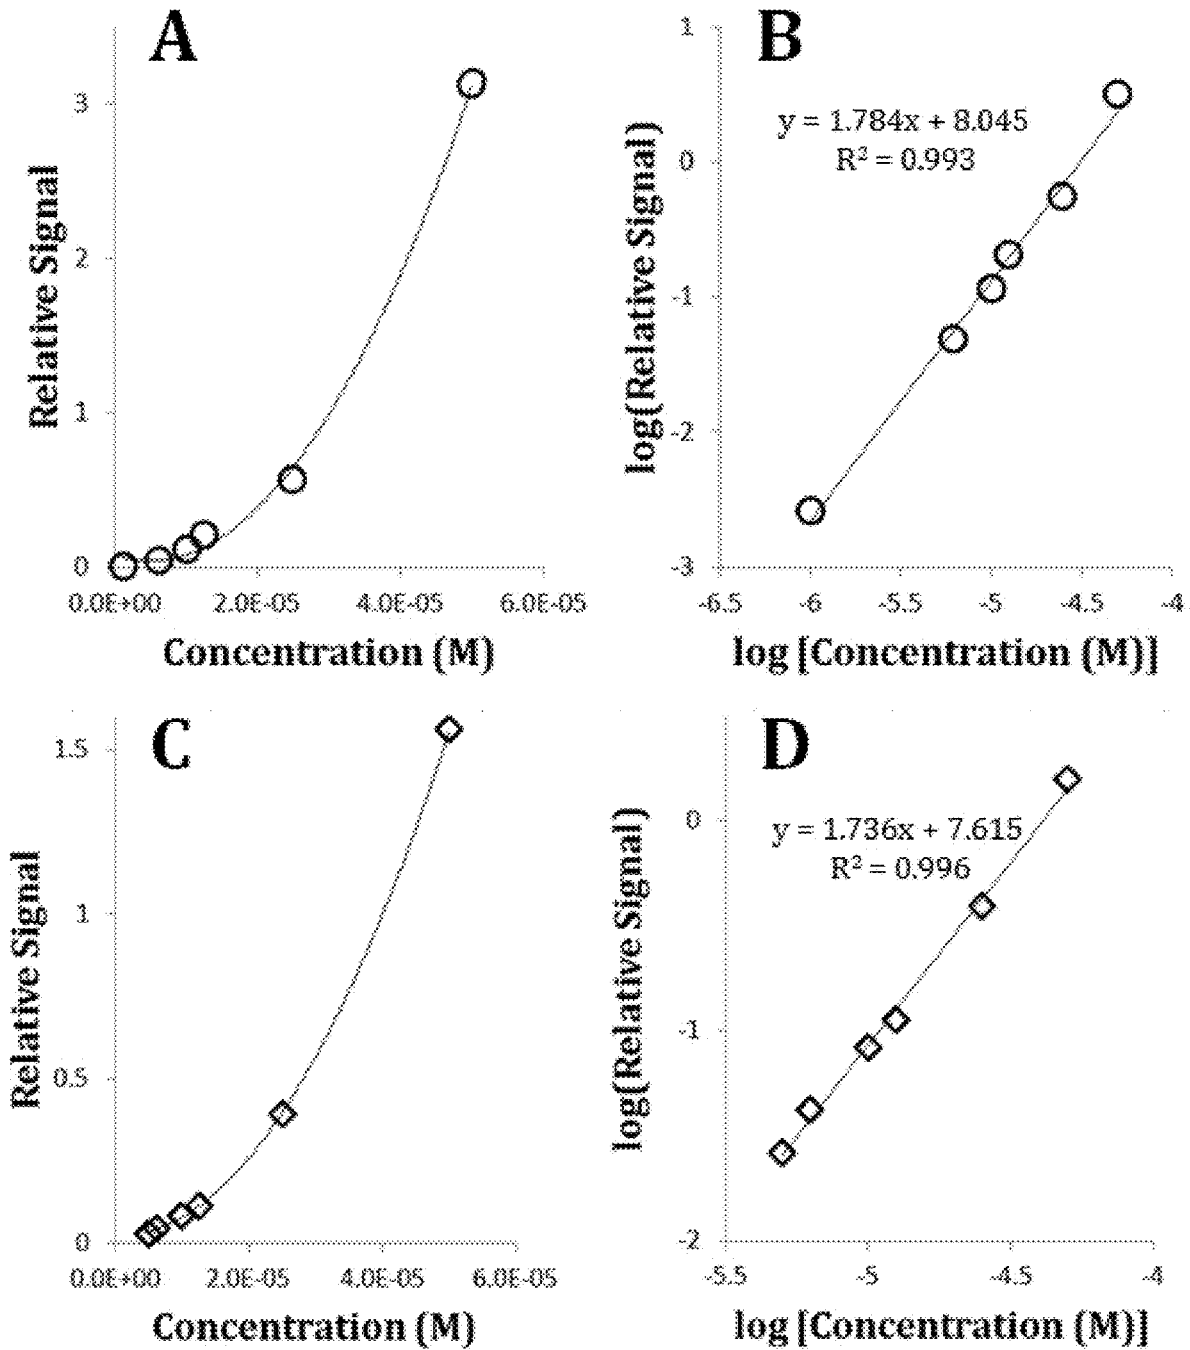 A
Relative Signal
3
2
1
0
0.0E+00 2.0E-05 4.0E-05 6.0E-05
Concentration (M)
B
y = 1.784x + 8.045
R² = 0.993
log(Relative Signal)
1
0
-1
-2
-3
-6.5 -6 -5.5 -5 -4.5 -4
log [Concentration (M)]
C
Relative Signal
1.5
1
0.5
0
0.0E+00 2.0E-05 4.0E-05 6.0E-05
Concentration (M)
D
y = 1.736x + 7.615
R² = 0.996
log(Relative Signal)
0
-1
-2
-5.5 -5 -4.5 -4
log [Concentration (M)]